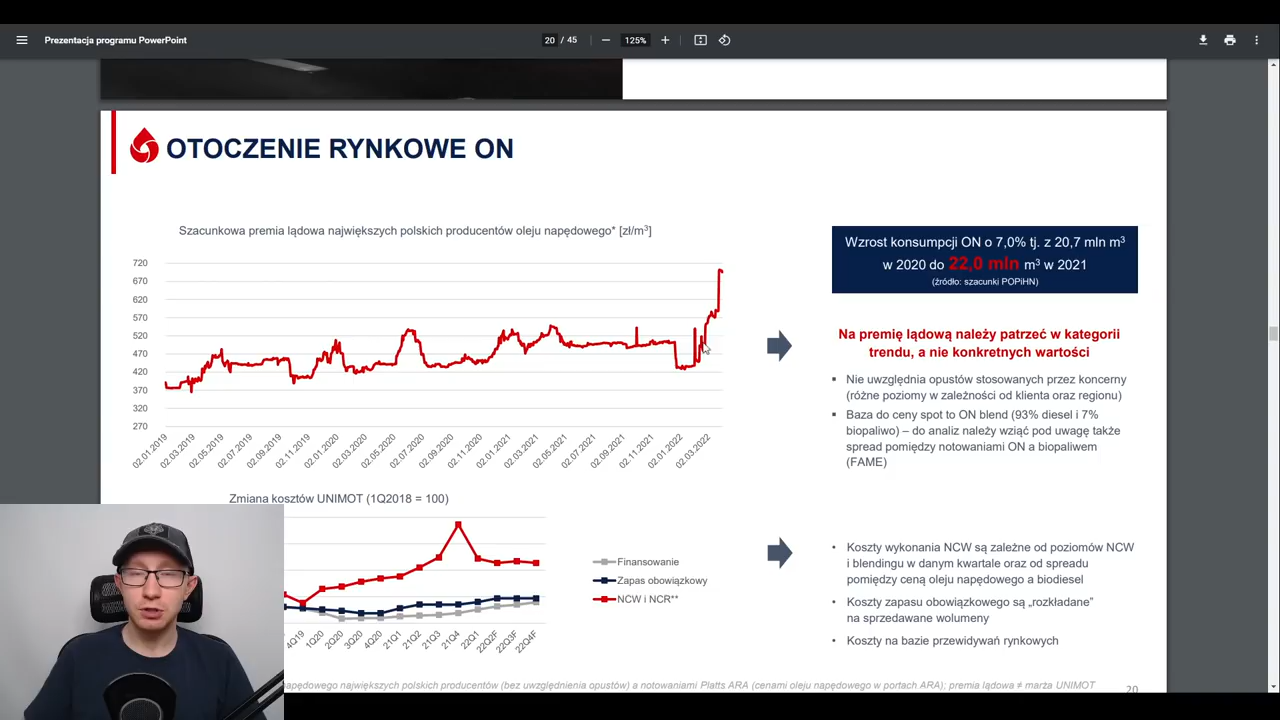 Prezentacja programu PowerPoint
20 / 45
125%
OTOCZENIE RYNKOWE ON
Szacunkowa premia lądowa największych polskich producentów oleju napędowego* [zł/m³]
720
670
620
570
520
470
420
370
320
270
02.01.2019
02.03.2019
02.05.2019
02.07.2019
02.09.2019
02.11.2019
02.01.2020
02.03.2020
02.05.2020
02.07.2020
02.09.2020
02.11.2020
02.01.2021
02.03.2021
02.05.2021
02.07.2021
02.09.2021
02.11.2021
02.01.2022
02.03.2022
Wzrost konsumpcji ON o 7,0% tj. z 20,7 mln m³
w 2020 do 22,0 mln m³ w 2021
(źródło: szacunki POPiHN)
Na premię lądową należy patrzeć w kategorii
trendu, a nie konkretnych wartości
▪ Nie uwzględnia opustów stosowanych przez koncerny
(różne poziomy w zależności od klienta oraz regionu)
▪ Baza do ceny spot to ON blend (93% diesel i 7%
biopaliwo) – do analiz należy wziąć pod uwagę także
spread pomiędzy notowaniami ON a biopaliwem
(FAME)
Zmiana kosztów UNIMOT (1Q2018 = 100)
Finansowanie
Zapas obowiązkowy
NCW i NCR**
4Q19
1Q20
2Q20
3Q20
4Q20
21Q1
21Q2
21Q3
21Q4
22Q1
22Q2F
22Q3F
22Q4F
• Koszty wykonania NCW są zależne od poziomów NCW
i blendingu w danym kwartale oraz od spreadu
pomiędzy ceną oleju napędowego a biodiesel
• Koszty zapasu obowiązkowego są „rozkładane”
na sprzedawane wolumeny
• Koszty na bazie przewidywań rynkowych
napędowego największych polskich producentów (bez uwzględnienia opustów) a notowaniami Platts ARA (cenami oleju napędowego w portach ARA); premia lądowa ≠ marża UNIMOT
20